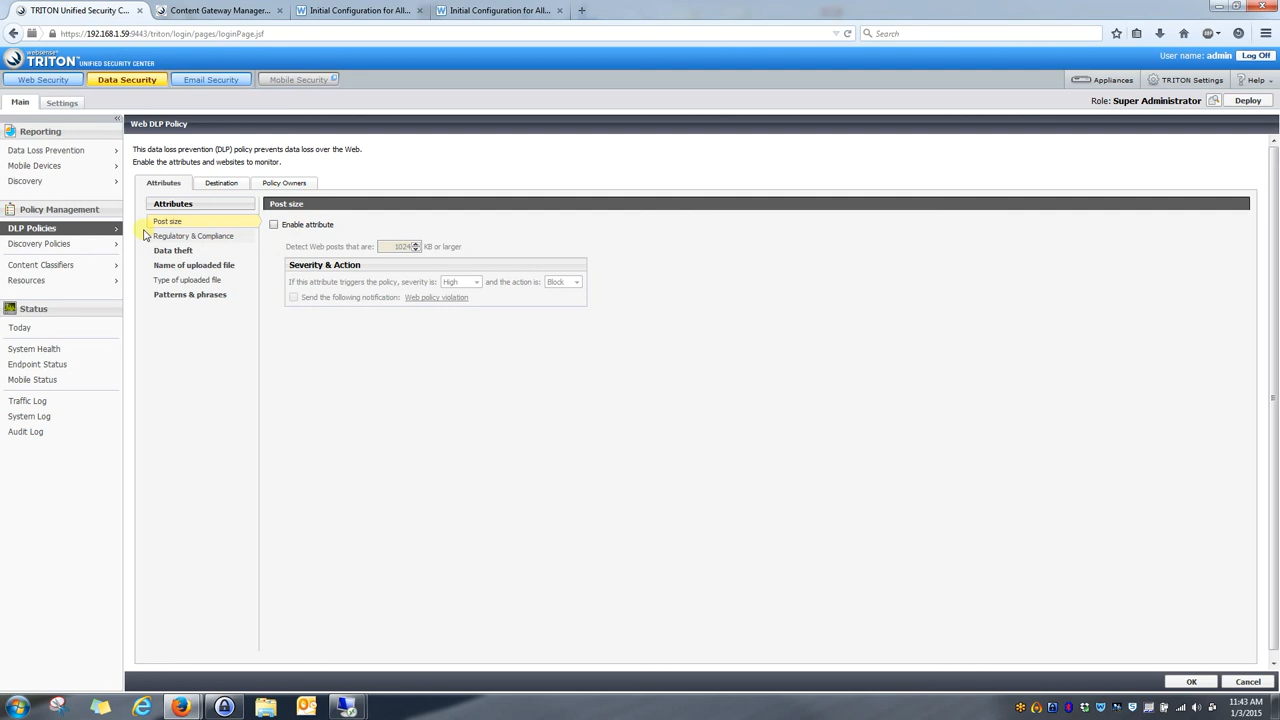 TRITON Unified Security C... ×
Content Gateway Manager... ×
Initial Configuration for All... ×
Initial Configuration for All... ×
https://192.168.1.59:9443/triton/login/pages/loginPage.jsf
Search
websense
TRITON UNIFIED SECURITY CENTER
User name: admin
Log Off
Web Security
Data Security
Email Security
Mobile Security
Appliances
TRITON Settings
Help
Main
Settings
Role: Super Administrator
Deploy
Reporting
Data Loss Prevention
Mobile Devices
Discovery
Policy Management
DLP Policies
Discovery Policies
Content Classifiers
Resources
Status
Today
System Health
Endpoint Status
Mobile Status
Traffic Log
System Log
Audit Log
Web DLP Policy
This data loss prevention (DLP) policy prevents data loss over the Web.
Enable the attributes and websites to monitor.
Attributes
Destination
Policy Owners
Attributes
Post size
Regulatory & Compliance
Data theft
Name of uploaded file
Type of uploaded file
Patterns & phrases
Post size
Enable attribute
Detect Web posts that are: 1024 KB or larger
Severity & Action
If this attribute triggers the policy, severity is: High and the action is: Block
Send the following notification: Web policy violation
OK
Cancel
11:43 AM
1/3/2015